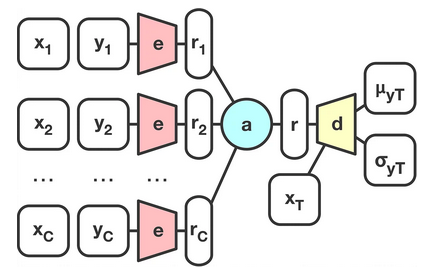 x₁ y₁ e r₁
μyT
x₂ y₂ e r₂ a r d
σyT
... ... ...
xT
xC yC e rC